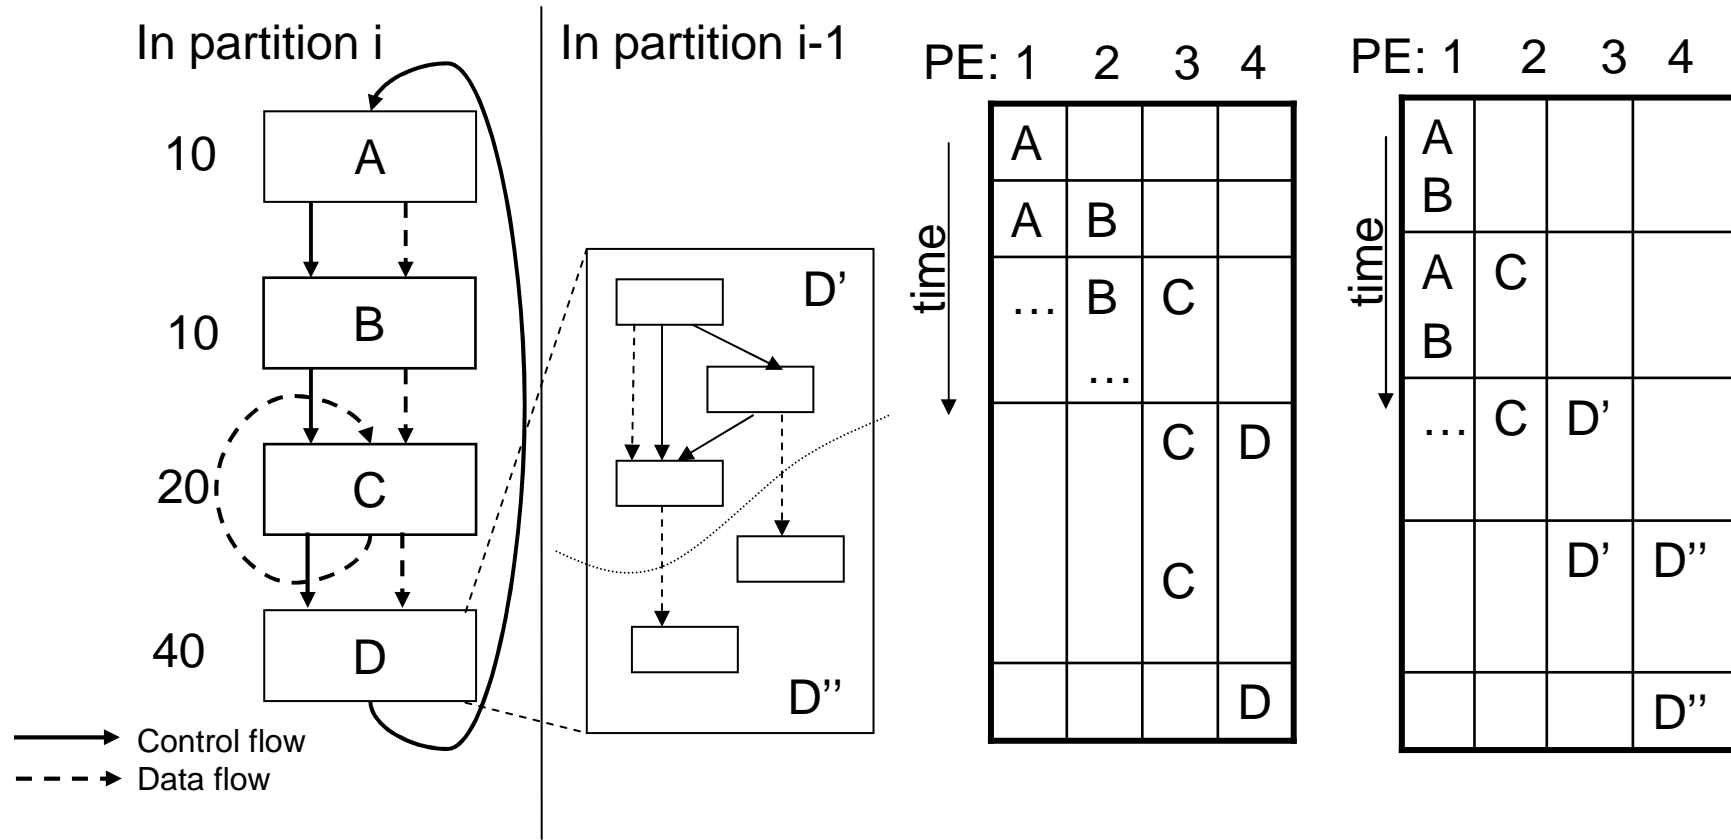 In partition i
In partition i-1
10
A
10
B
20
C
40
D
Control flow
Data flow
D'
D''
PE: 1 2 3 4
time
A
A B
… B C
…
C D
C
D
PE: 1 2 3 4
time
A
B
A C
B
… C D'
D' D''
D''